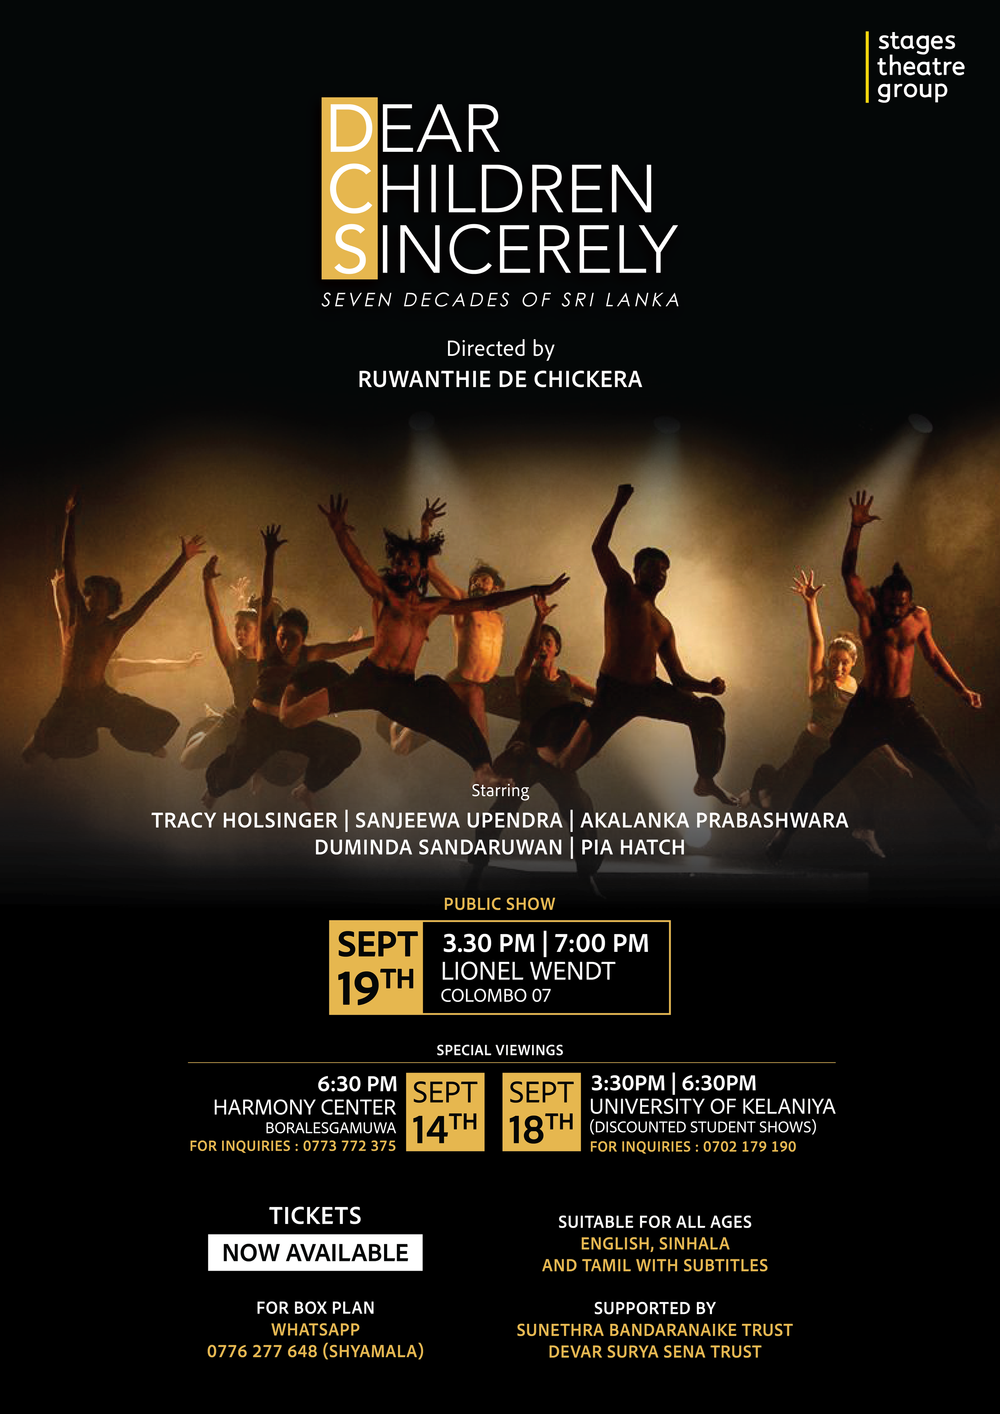 stages
theatre
group
DEAR
CHILDREN
SINCERELY
SEVEN DECADES OF SRI LANKA
Directed by
RUWANTHIE DE CHICKERA
Starring
TRACY HOLSINGER | SANJEEWA UPENDRA | AKALANKA PRABASHWARA
DUMINDA SANDARUWAN | PIA HATCH
PUBLIC SHOW
SEPT
19TH
3.30 PM | 7:00 PM
LIONEL WENDT
COLOMBO 07
SPECIAL VIEWINGS
6:30 PM
HARMONY CENTER
BORALESGAMUWA
FOR INQUIRIES : 0773 772 375
SEPT
14TH
SEPT
18TH
3:30PM | 6:30PM
UNIVERSITY OF KELANIYA
(DISCOUNTED STUDENT SHOWS)
FOR INQUIRIES : 0702 179 190
TICKETS
NOW AVAILABLE
FOR BOX PLAN
WHATSAPP
0776 277 648 (SHYAMALA)
SUITABLE FOR ALL AGES
ENGLISH, SINHALA
AND TAMIL WITH SUBTITLES
SUPPORTED BY
SUNETHRA BANDARANAIKE TRUST
DEVAR SURYA SENA TRUST